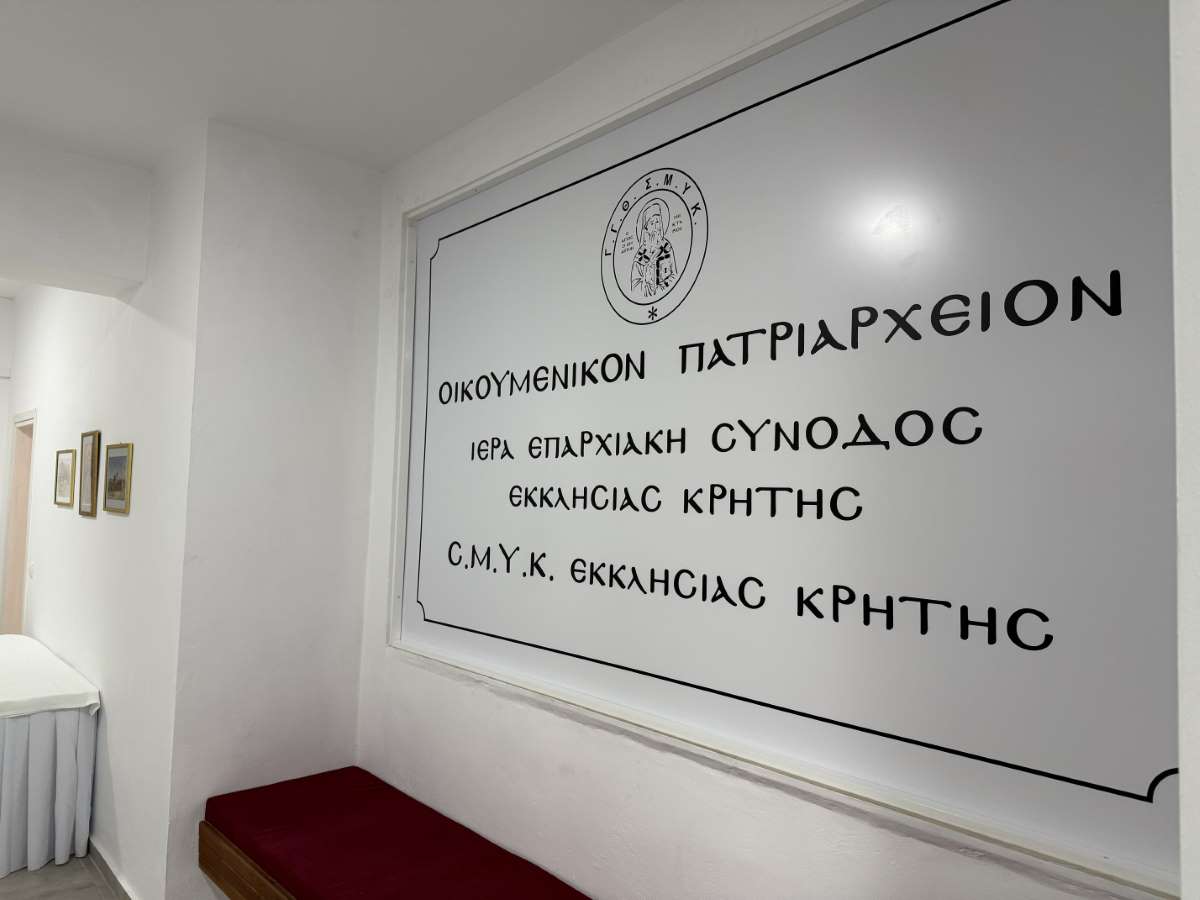 Γ.Γ.Θ.Σ.Μ.Υ.Κ.
ΟΙΚΟΥΜΕΝΙΚΟΝ ΠΑΤΡΙΑΡΧΕΙΟΝ
ΙΕΡΑ ΕΠΑΡΧΙΑΚΗ CΥΝΟΔΟC
ΕΚΚΛΗCΙΑC ΚΡΗΤΗC
C.Μ.Υ.Κ. ΕΚΚΛΗCΙΑC ΚΡΗΤΗC